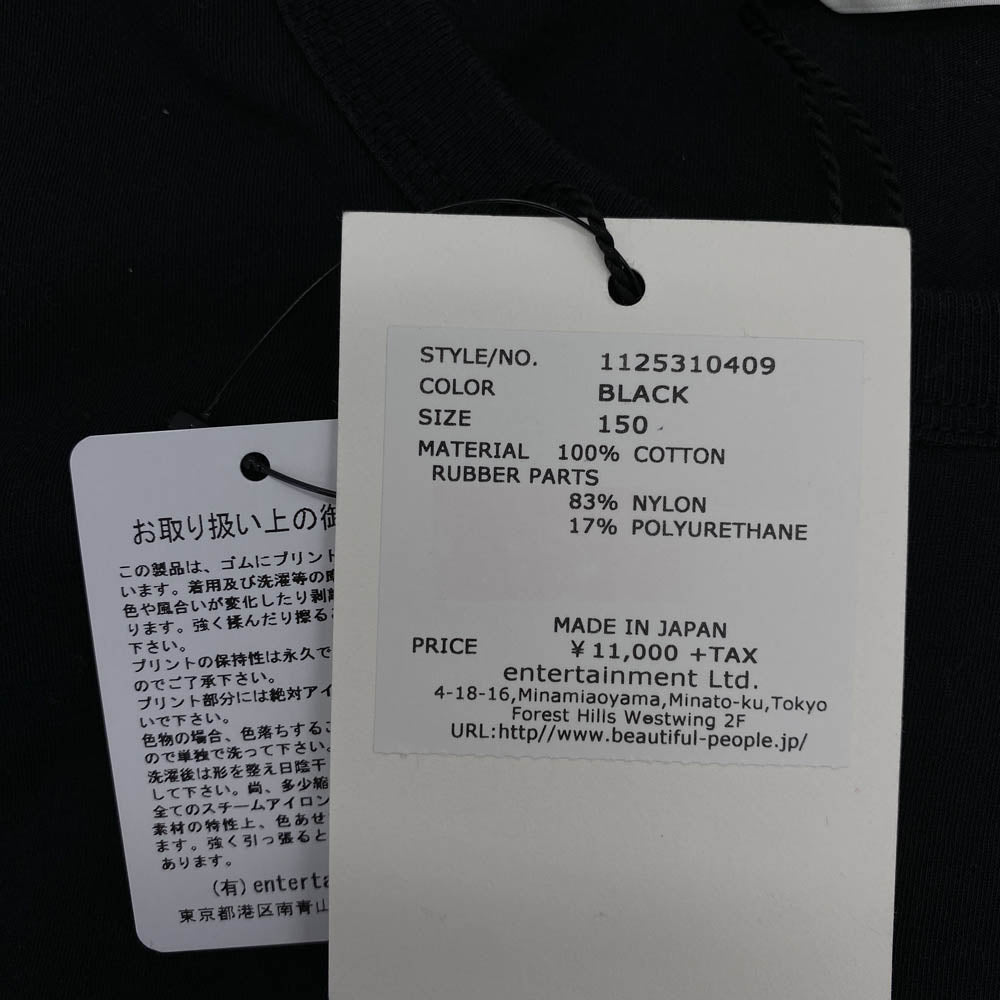 STYLE/NO. 1125310409
COLOR BLACK
SIZE 150
MATERIAL 100% COTTON
RUBBER PARTS
83% NYLON
17% POLYURETHANE
MADE IN JAPAN
PRICE ¥11,000 +TAX
entertainment Ltd.
4-18-16,Minamiaoyama,Minato-ku,Tokyo
Forest Hills Westwing 2F
URL:http//www.beautiful-people.jp/
お取り扱い上の御
この製品は、ゴムにプリント
います。着用及び洗濯等の
色や風合いが変化したり剥離
ります。強く揉んだり擦る
下さい。
プリントの保持性は永久で
のでご了承下さい。
プリント部分には絶対アイ
いで下さい。
色物の場合、色落ちするこ
ので単独で洗って下さい。
洗濯後は形を整え日陰干
して下さい。尚、多少縮
全てのスチームアイロン
素材の特性上、色あせ
ます。強く引っ張ると
あります。
(有)enterta
東京都港区南青山